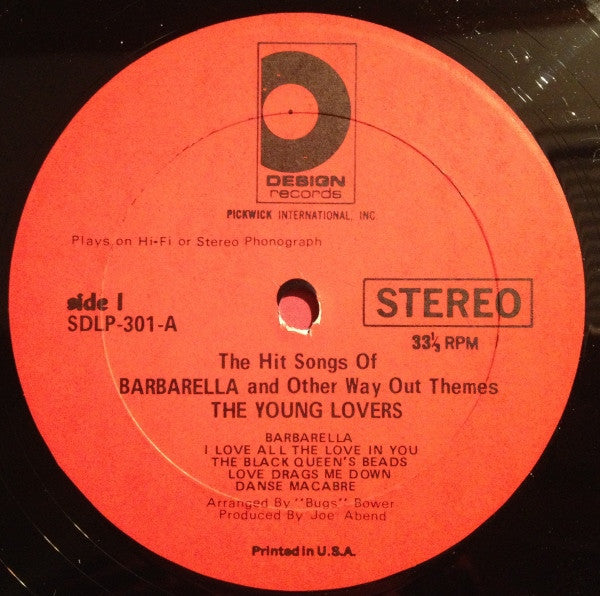 DESIGN
records
PICKWICK INTERNATIONAL, INC.
Plays on Hi-Fi or Stereo Phonograph
side 1
SDLP-301-A
STEREO
33⅓ RPM
The Hit Songs Of
BARBARELLA and Other Way Out Themes
THE YOUNG LOVERS
BARBARELLA
I LOVE ALL THE LOVE IN YOU
THE BLACK QUEEN'S BEADS
LOVE DRAGS ME DOWN
DANSE MACABRE
Arranged By "Bugs" Bower
Produced By Joe Abend
Printed in U.S.A.